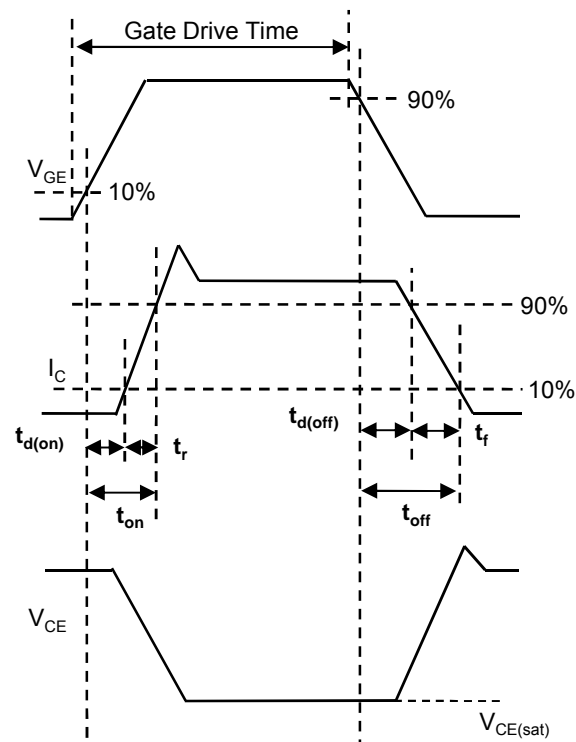 Gate Drive Time
90%
V_GE
10%
90%
I_C
10%
t_d(on)
t_r
t_d(off)
t_f
t_on
t_off
V_CE
V_CE(sat)